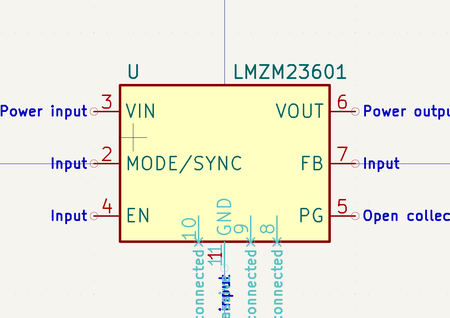 U LMZM23601
Power input 3 VIN VOUT 6 Power outpu
Input 2 MODE/SYNC FB 7 Input
Input 4 EN PG 5 Open collec
10 GND 9 8
connected input connected connected